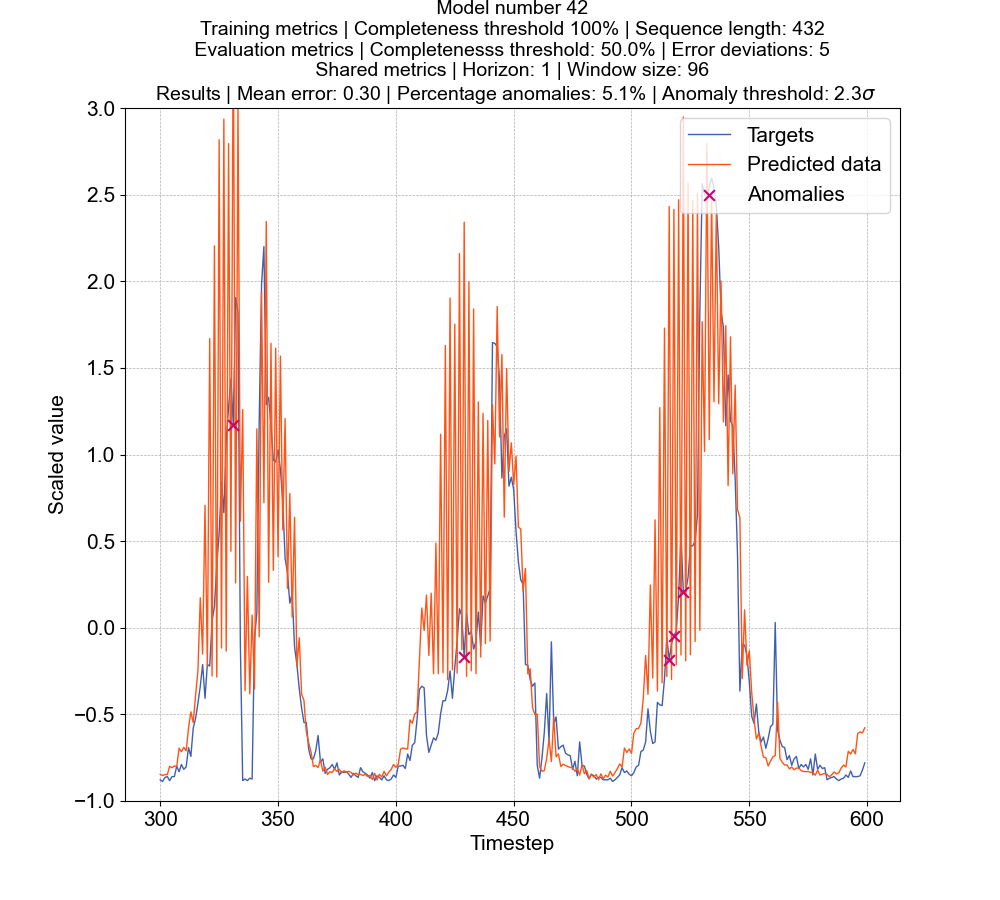 Model number 42
Training metrics | Completeness threshold 100% | Sequence length: 432
Evaluation metrics | Completenesss threshold: 50.0% | Error deviations: 5
Shared metrics | Horizon: 1 | Window size: 96
Results | Mean error: 0.30 | Percentage anomalies: 5.1% | Anomaly threshold: 2.3σ
Targets
Predicted data
Anomalies
3.0
2.5
2.0
1.5
1.0
0.5
0.0
−0.5
−1.0
Scaled value
300 350 400 450 500 550 600
Timestep